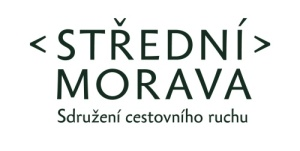 < STŘEDNÍ >
MORAVA
Sdružení cestovního ruchu